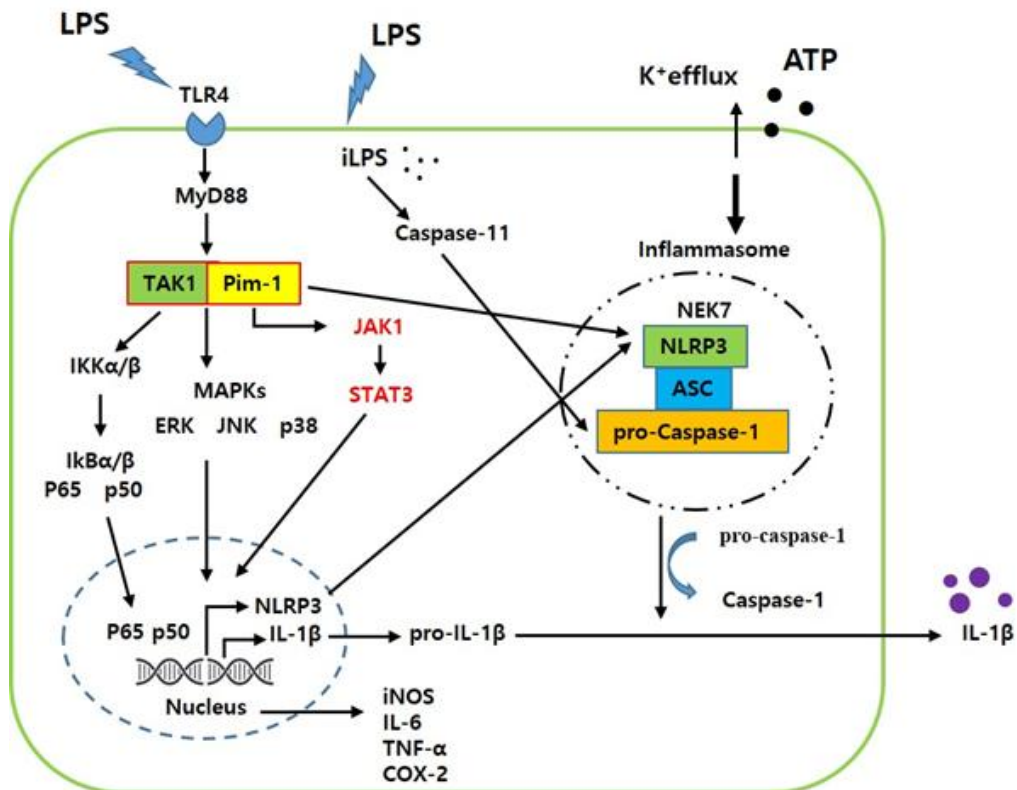 LPS
LPS
K⁺efflux
ATP
TLR4
iLPS
MyD88
Caspase-11
Inflammasome
TAK1
Pim-1
NEK7
NLRP3
ASC
pro-Caspase-1
JAK1
IKKα/β
MAPKs
STAT3
ERK JNK p38
IkBα/β
P65 p50
pro-caspase-1
Caspase-1
NLRP3
P65 p50
IL-1β
pro-IL-1β
IL-1β
Nucleus
iNOS
IL-6
TNF-α
COX-2